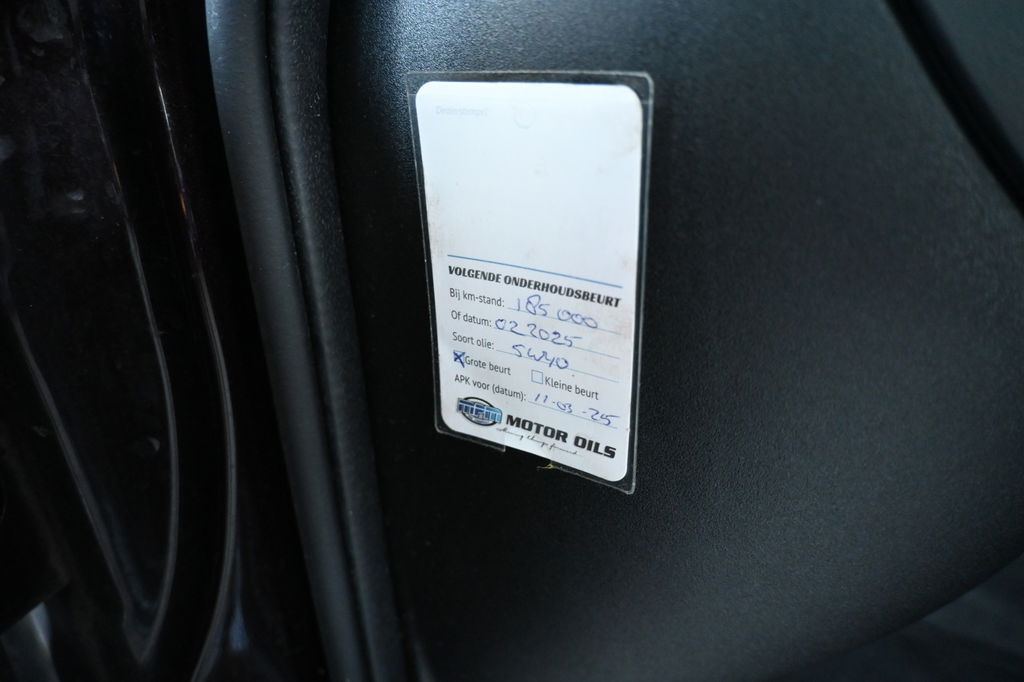 VOLGENDE ONDERHOUDSBEURT
Bij km-stand: 185 000
Of datum: 02 2025
Soort olie: 5W40
X Grote beurt Kleine beurt
APK voor (datum): 11-03-25
MOTOR OILS